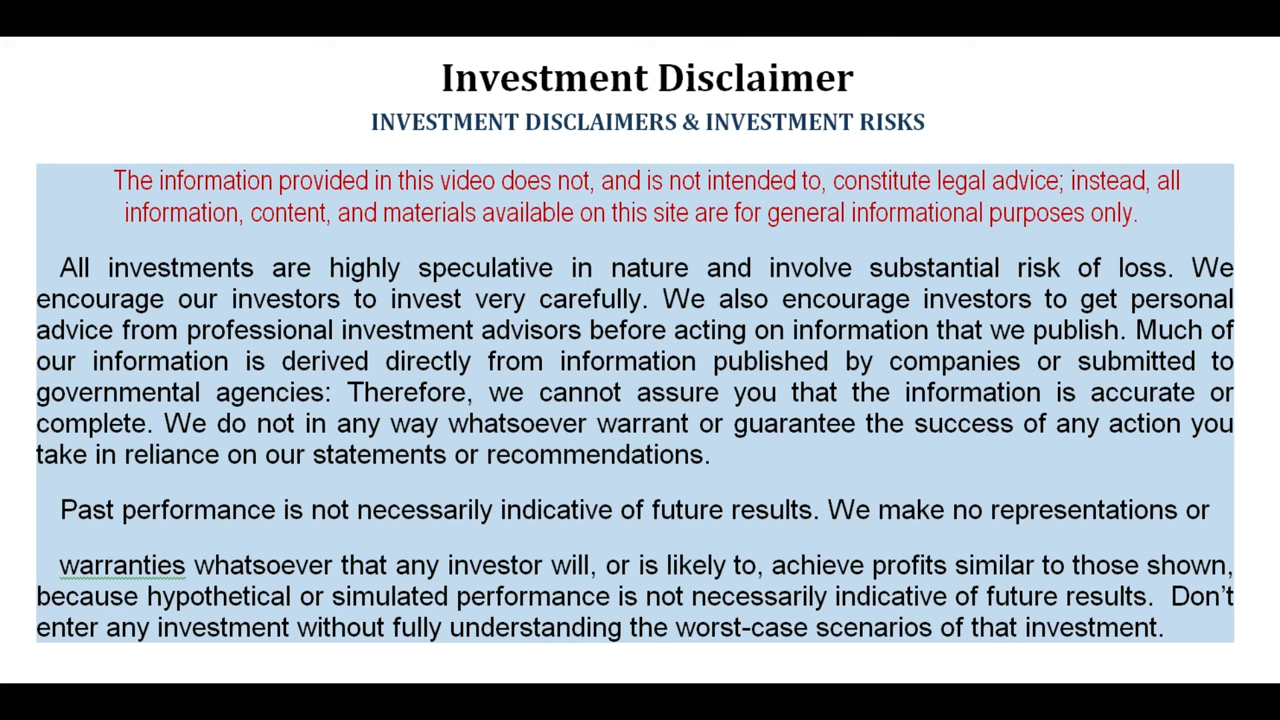 Investment Disclaimer
INVESTMENT DISCLAIMERS & INVESTMENT RISKS
The information provided in this video does not, and is not intended to, constitute legal advice; instead, all
information, content, and materials available on this site are for general informational purposes only.
All investments are highly speculative in nature and involve substantial risk of loss. We
encourage our investors to invest very carefully. We also encourage investors to get personal
advice from professional investment advisors before acting on information that we publish. Much of
our information is derived directly from information published by companies or submitted to
governmental agencies: Therefore, we cannot assure you that the information is accurate or
complete. We do not in any way whatsoever warrant or guarantee the success of any action you
take in reliance on our statements or recommendations.
Past performance is not necessarily indicative of future results. We make no representations or
warranties whatsoever that any investor will, or is likely to, achieve profits similar to those shown,
because hypothetical or simulated performance is not necessarily indicative of future results. Don’t
enter any investment without fully understanding the worst-case scenarios of that investment.